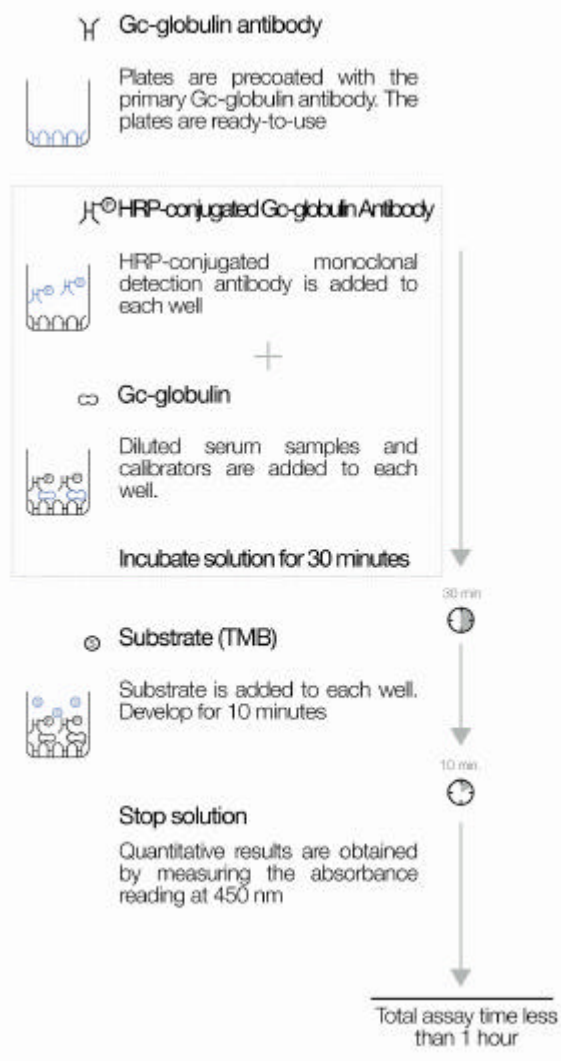 Gc-globulin antibody
Plates are precoated with the
primary Gc-globulin antibody. The
plates are ready-to-use
HRP-conjugated Gc-globulin Antibody
HRP-conjugated monoclonal
detection antibody is added to
each well
+
Gc-globulin
Diluted serum samples and
calibrators are added to each
well.
Incubate solution for 30 minutes
30 min
Substrate (TMB)
Substrate is added to each well.
Develop for 10 minutes
10 min.
Stop solution
Quantitative results are obtained
by measuring the absorbance
reading at 450 nm
Total assay time less
than 1 hour